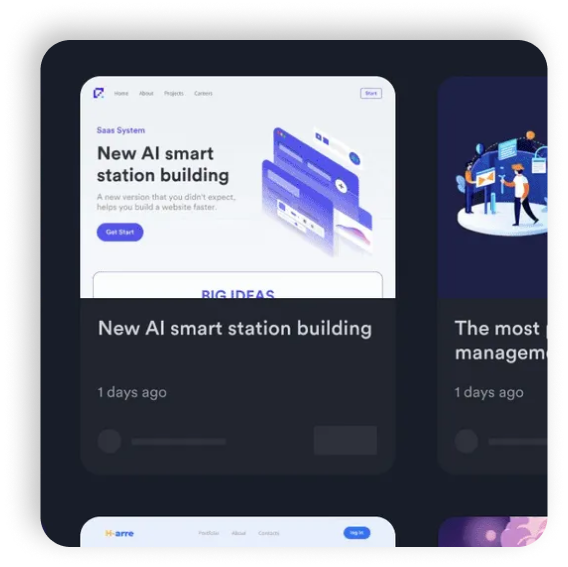 Home About Projects Careers Start
Saas System
New AI smart
station building
A new version that you didn't expect,
helps you build a website faster.
Get Start
BIG IDEAS
New AI smart station building
1 days ago
The most
managem
1 days ago
H-arre Portfolio About Contacts Log in